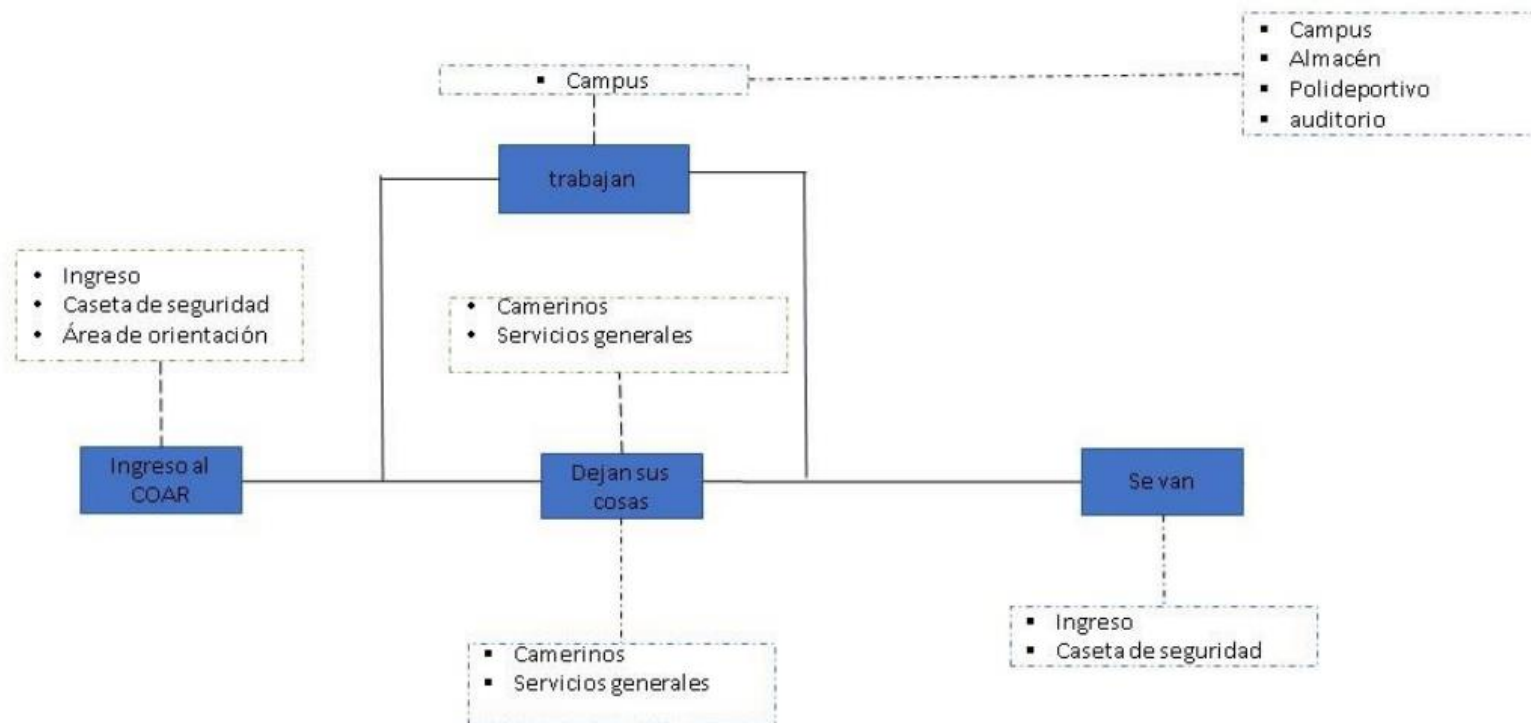 ▪ Campus
▪ Almacén
▪ Polideportivo
▪ auditorio
▪ Campus
trabajan
• Ingreso
• Caseta de seguridad
• Área de orientación
• Camerinos
• Servicios generales
Ingreso al
COAR
Dejan sus
cosas
Se van
▪ Ingreso
▪ Caseta de seguridad
▪ Camerinos
▪ Servicios generales